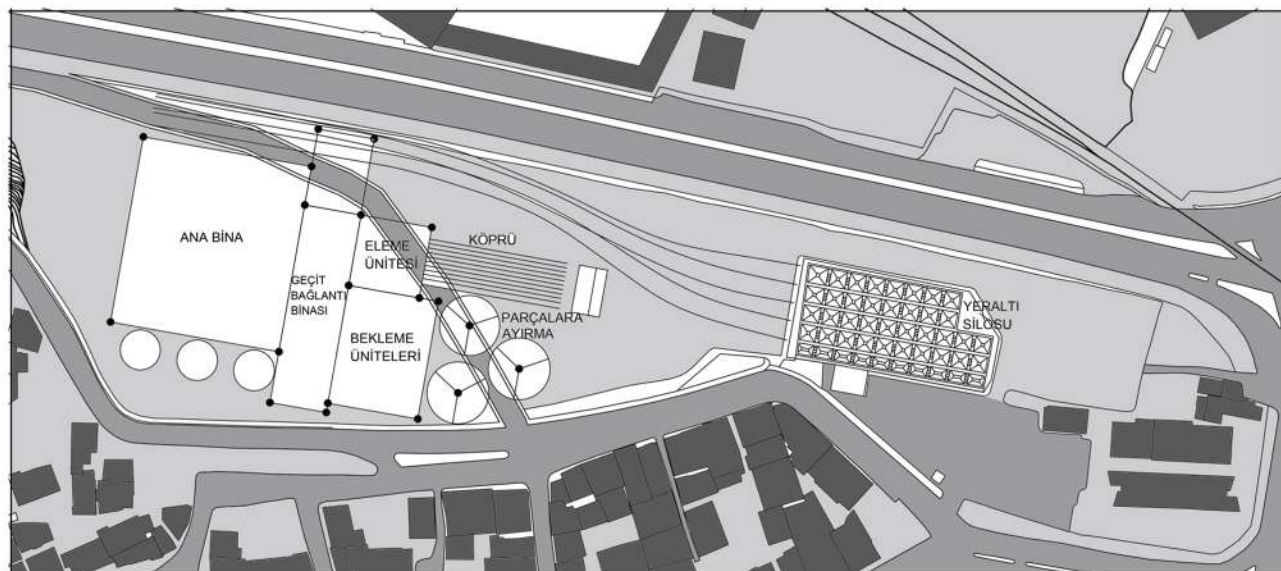 ANA BİNA
GEÇİT
BAĞLANTI
BİNASI
ELEME
ÜNİTESİ
KÖPRÜ
BEKLEME
ÜNİTELERİ
PARÇALARA
AYIRMA
YERALTI
SİLOSU